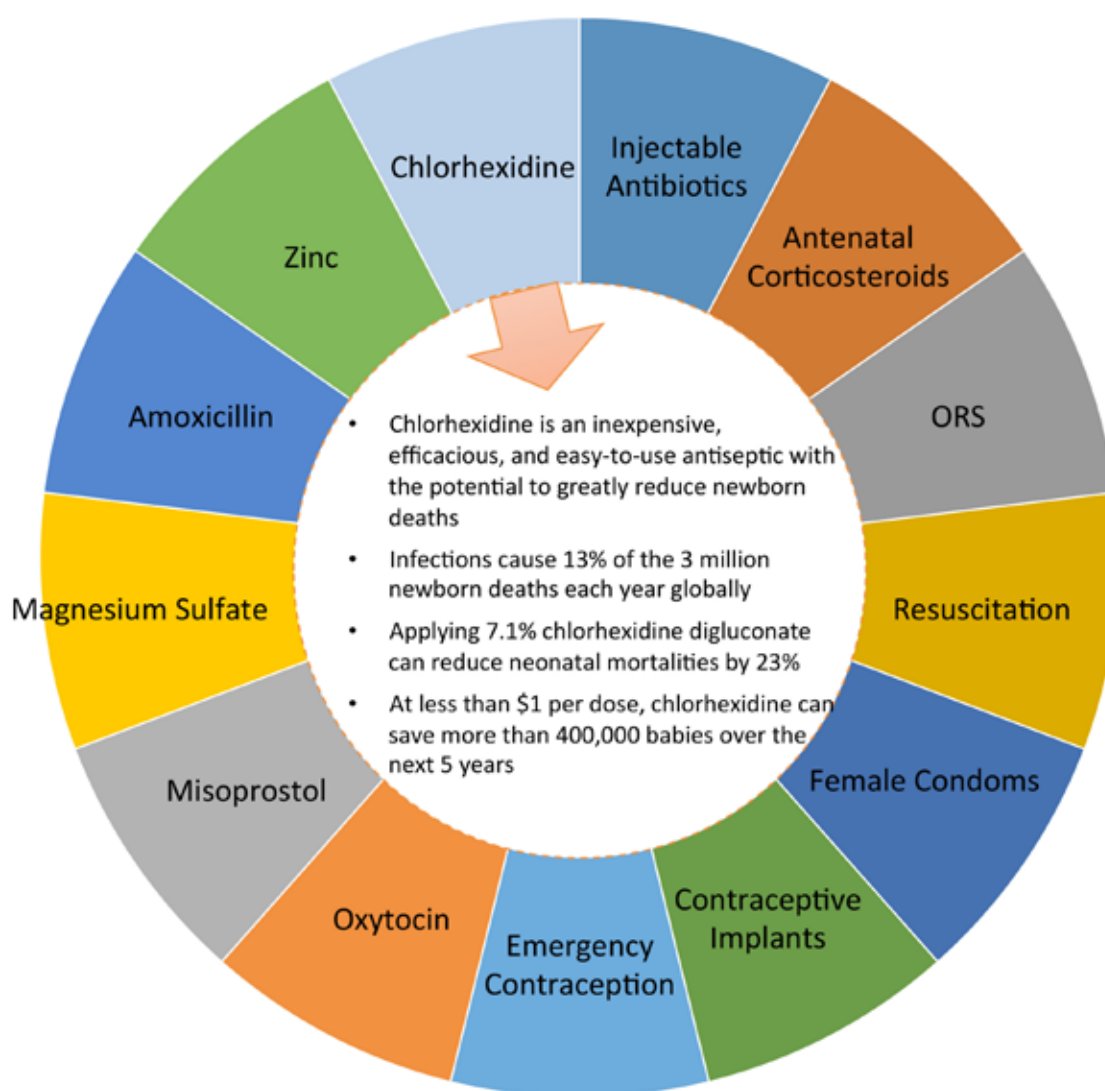 Chlorhexidine
Injectable
Antibiotics
Antenatal
Corticosteroids
ORS
Resuscitation
Female Condoms
Contraceptive
Implants
Emergency
Contraception
Oxytocin
Misoprostol
Magnesium Sulfate
Amoxicillin
Zinc
• Chlorhexidine is an inexpensive,
efficacious, and easy-to-use antiseptic with
the potential to greatly reduce newborn
deaths
• Infections cause 13% of the 3 million
newborn deaths each year globally
• Applying 7.1% chlorhexidine digluconate
can reduce neonatal mortalities by 23%
• At less than $1 per dose, chlorhexidine can
save more than 400,000 babies over the
next 5 years